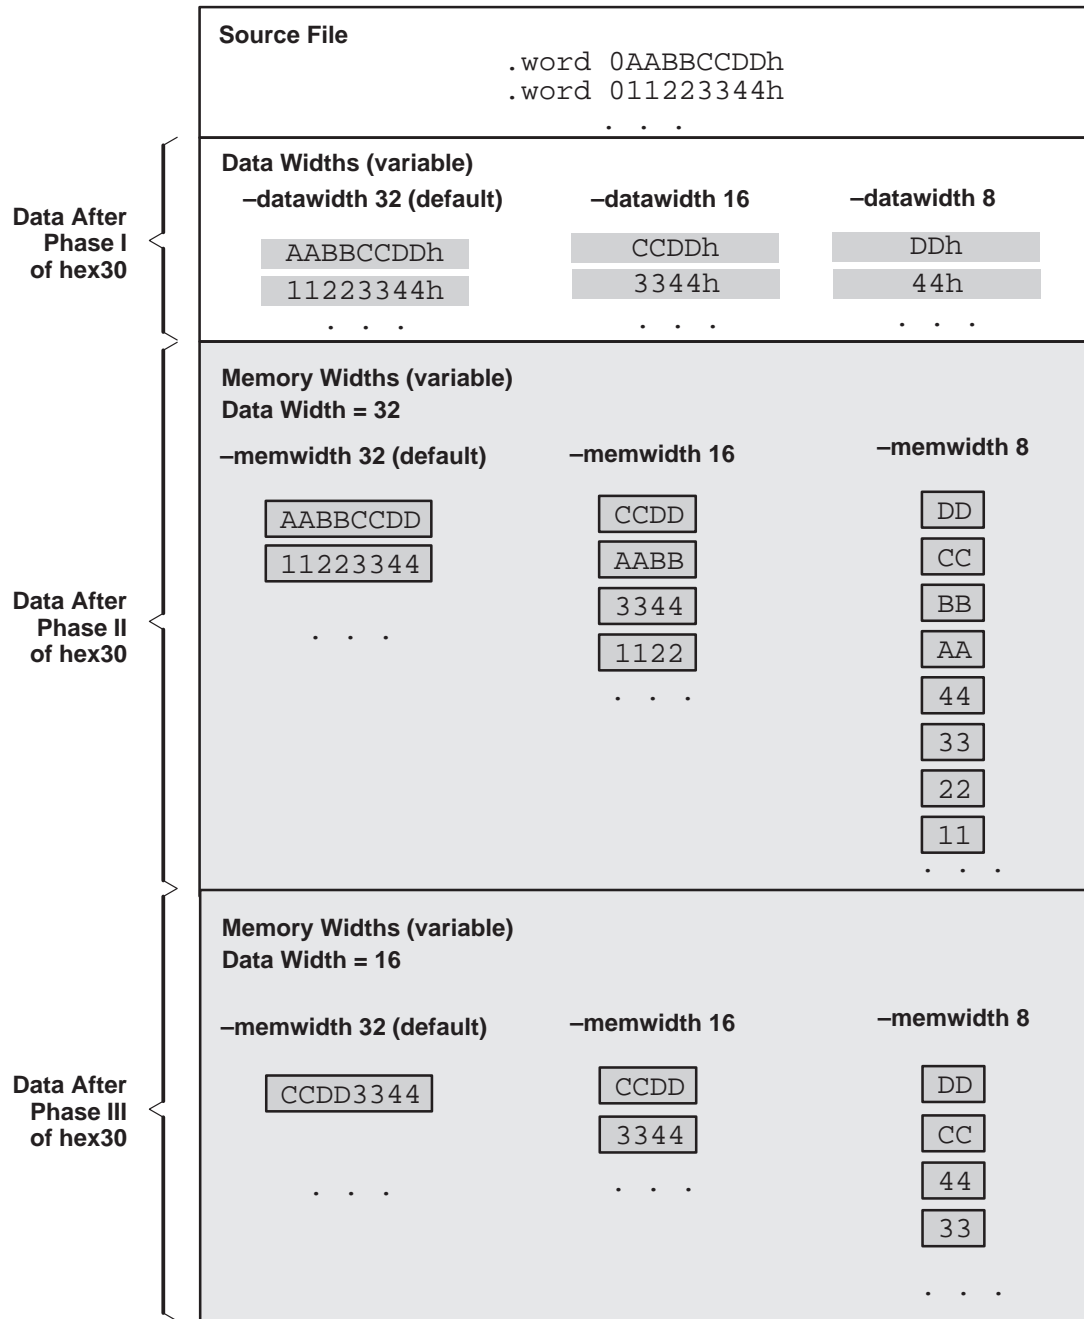 Source File
.word 0AABBCCDDh
.word 011223344h
. . .
Data After
Phase I
of hex30
Data Widths (variable)
–datawidth 32 (default) –datawidth 16 –datawidth 8
AABBCCDDh CCDDh DDh
11223344h 3344h 44h
. . . . . . . . .
Data After
Phase II
of hex30
Memory Widths (variable)
Data Width = 32
–memwidth 32 (default) –memwidth 16 –memwidth 8
AABBCCDD CCDD DD
11223344 AABB CC
3344 BB
. . . 1122 AA
. . . 44
33
22
11
. . .
Data After
Phase III
of hex30
Memory Widths (variable)
Data Width = 16
–memwidth 32 (default) –memwidth 16 –memwidth 8
CCDD3344 CCDD DD
3344 CC
. . . . . . 44
33
. . .